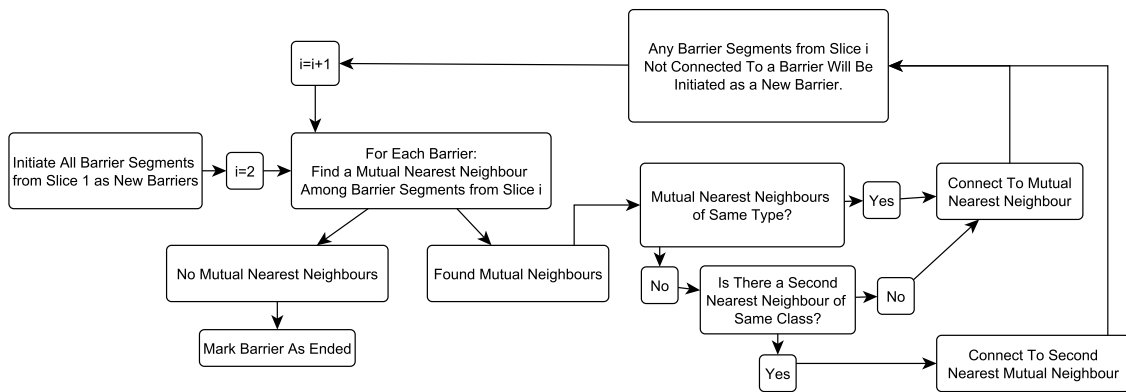 i=i+1
Any Barrier Segments from Slice i
Not Connected To a Barrier Will Be
Initiated as a New Barrier.
Initiate All Barrier Segments
from Slice 1 as New Barriers
i=2
For Each Barrier:
Find a Mutual Nearest Neighbour
Among Barrier Segments from Slice i
Mutual Nearest Neighbours
of Same Type?
Yes
Connect To Mutual
Nearest Neighbour
No Mutual Nearest Neighbours
Found Mutual Neighbours
No
Is There a Second
Nearest Neighbour of
Same Class?
No
Mark Barrier As Ended
Yes
Connect To Second
Nearest Mutual Neighbour